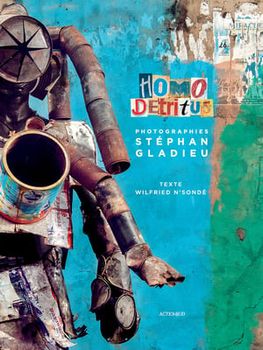 HOMO
DETRITUS
PHOTOGRAPHIES
STÉPHAN
GLADIEU
TEXTE
WILFRIED N'SONDÉ
ACTES SUD